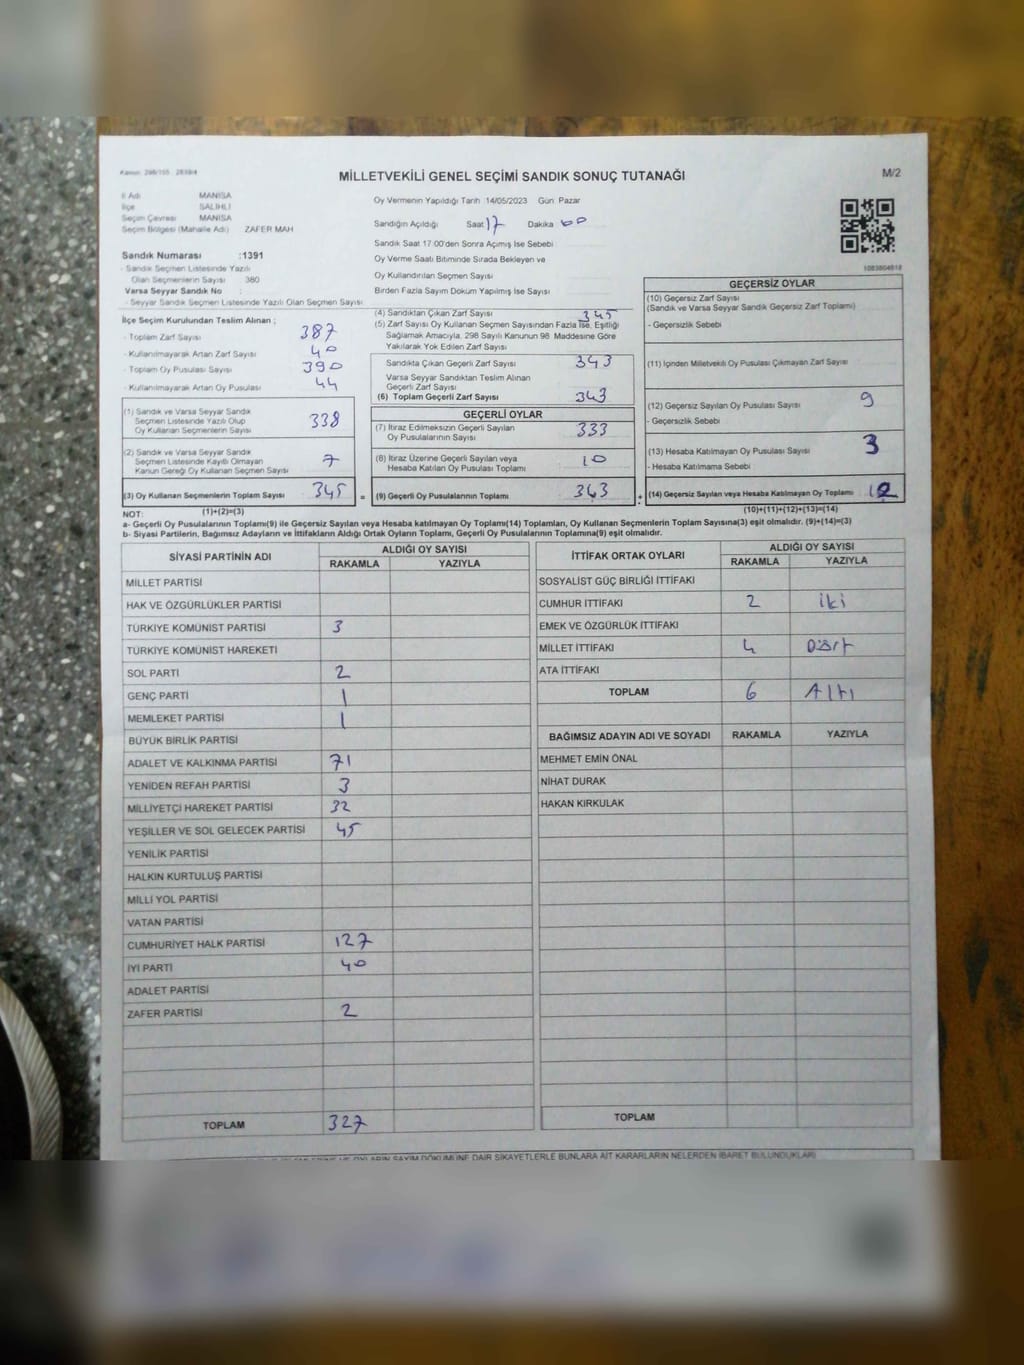 Kanun: 298/155 2839/4
MİLLETVEKİLİ GENEL SEÇİMİ SANDIK SONUÇ TUTANAĞI
M/2
İl Adı MANİSA
İlçe SALİHLİ
Seçim Çevresi MANİSA
Seçim Bölgesi (Mahalle Adı) ZAFER MAH
Sandık Numarası :1391
- Sandık Seçmen Listesinde Yazılı
Olan Seçmenlerin Sayısı : 380
Varsa Seyyar Sandık No :
- Seyyar Sandık Seçmen Listesinde Yazılı Olan Seçmen Sayısı
Oy Vermenin Yapıldığı Tarih 14/05/2023 Gün Pazar
Sandığın Açıldığı Saat 17 Dakika 00
Sandık Saat 17:00'den Sonra Açımış İse Sebebi
Oy Verme Saati Bitiminde Sırada Bekleyen ve
Oy Kullandırılan Seçmen Sayısı
Birden Fazla Sayım Döküm Yapılmış İse Sayısı
İlçe Seçim Kurulundan Teslim Alınan ;
- Toplam Zarf Sayısı 387
- Kullanılmayarak Artan Zarf Sayısı 40
- Toplam Oy Pusulası Sayısı 390
- Kullanılmayarak Artan Oy Pusulası 44
(1) Sandık ve Varsa Seyyar Sandık
Seçmen Listesinde Yazılı Olup
Oy Kullanan Seçmenlerin Sayısı 338
(2) Sandık ve Varsa Seyyar Sandık
Seçmen Listesinde Kayıtlı Olmayan
Kanun Gereği Oy Kullanan Seçmen Sayısı 7
(3) Oy Kullanan Seçmenlerin Toplam Sayısı 345 =
(4) Sandıktan Çıkan Zarf Sayısı 345
(5) Zarf Sayısı Oy Kullanan Seçmen Sayısından Fazla İse, Eşitliği
Sağlamak Amacıyla, 298 Sayılı Kanunun 98. Maddesine Göre
Yakılarak Yok Edilen Zarf Sayısı
Sandıkta Çıkan Geçerli Zarf Sayısı 343
Varsa Seyyar Sandıktan Teslim Alınan
Geçerli Zarf Sayısı
(6) Toplam Geçerli Zarf Sayısı 343
GEÇERLİ OYLAR
(7) İtiraz Edilmeksizin Geçerli Sayılan
Oy Pusulalarının Sayısı 333
(8) İtiraz Üzerine Geçerli Sayılan veya
Hesaba Katılan Oy Pusulası Toplamı 10
(9) Geçerli Oy Pusulalarının Toplamı 343 +
1083804818
GEÇERSİZ OYLAR
(10) Geçersiz Zarf Sayısı
(Sandık ve Varsa Seyyar Sandık Geçersiz Zarf Toplamı)
- Geçersizlik Sebebi
(11) İçinden Milletvekili Oy Pusulası Çıkmayan Zarf Sayısı
(12) Geçersiz Sayılan Oy Pusulası Sayısı 9
- Geçersizlik Sebebi
(13) Hesaba Katılmayan Oy Pusulası Sayısı 3
- Hesaba Katılmama Sebebi
(14) Geçersiz Sayılan veya Hesaba Katılmayan Oy Toplamı 12
NOT: (1)+(2)=(3) (10)+(11)+(12)+(13)=(14)
a- Geçerli Oy Pusulalarının Toplamı(9) ile Geçersiz Sayılan veya Hesaba katılmayan Oy Toplamı(14) Toplamları, Oy Kullanan Seçmenlerin Toplam Sayısına(3) eşit olmalıdır. (9)+(14)=(3)
b- Siyasi Partilerin, Bağımsız Adayların ve İttifakların Aldığı Ortak Oyların Toplamı, Geçerli Oy Pusulalarının Toplamına(9) eşit olmalıdır.
SİYASİ PARTİNİN ADI ALDIĞI OY SAYISI
RAKAMLA YAZIYLA
MİLLET PARTİSİ
HAK VE ÖZGÜRLÜKLER PARTİSİ
TÜRKİYE KOMÜNİST PARTİSİ 3
TÜRKİYE KOMÜNİST HAREKETİ
SOL PARTİ 2
GENÇ PARTİ 1
MEMLEKET PARTİSİ 1
BÜYÜK BİRLİK PARTİSİ
ADALET VE KALKINMA PARTİSİ 71
YENİDEN REFAH PARTİSİ 3
MİLLİYETÇİ HAREKET PARTİSİ 32
YEŞİLLER VE SOL GELECEK PARTİSİ 45
YENİLİK PARTİSİ
HALKIN KURTULUŞ PARTİSİ
MİLLİ YOL PARTİSİ
VATAN PARTİSİ
CUMHURİYET HALK PARTİSİ 127
İYİ PARTİ 40
ADALET PARTİSİ
ZAFER PARTİSİ 2
TOPLAM 327
İTTİFAK ORTAK OYLARI ALDIĞI OY SAYISI
RAKAMLA YAZIYLA
SOSYALİST GÜÇ BİRLİĞİ İTTİFAKI
CUMHUR İTTİFAKI 2 iki
EMEK VE ÖZGÜRLÜK İTTİFAKI
MİLLET İTTİFAKI 4 Dört
ATA İTTİFAKI
TOPLAM 6 Altı
BAĞIMSIZ ADAYIN ADI VE SOYADI RAKAMLA YAZIYLA
MEHMET EMİN ÖNAL
NİHAT DURAK
HAKAN KIRKULAK
TOPLAM
OYLARIN SAYIM DÖKÜMÜNE DAİR ŞİKAYETLERLE BUNLARA AİT KARARLARIN NELERDEN İBARET BULUNDUKLARI